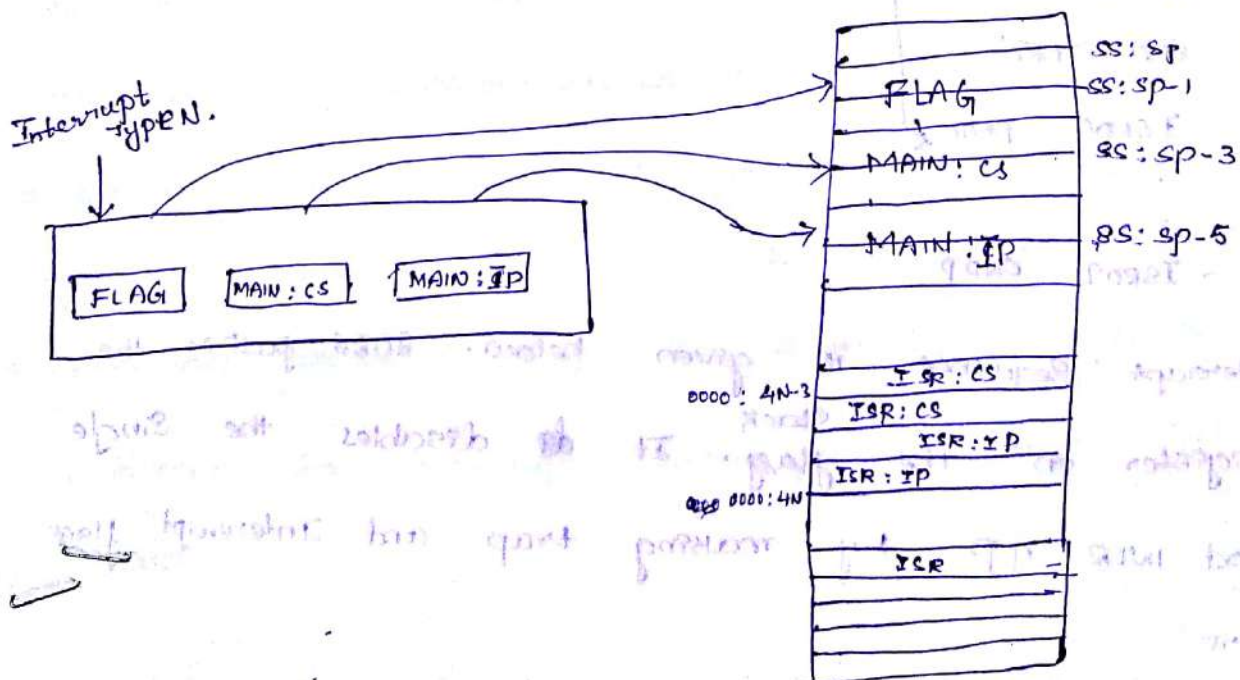 Interrupt
TYPE N.
FLAG
MAIN: CS
MAIN: IP
SS: SP
FLAG
SS: SP-1
MAIN: CS
SS: SP-3
MAIN: IP
SS: SP-5
ISR: CS
0000: 4N-3
ISR: CS
ISR: IP
ISR: IP
0000: 4N
ISR